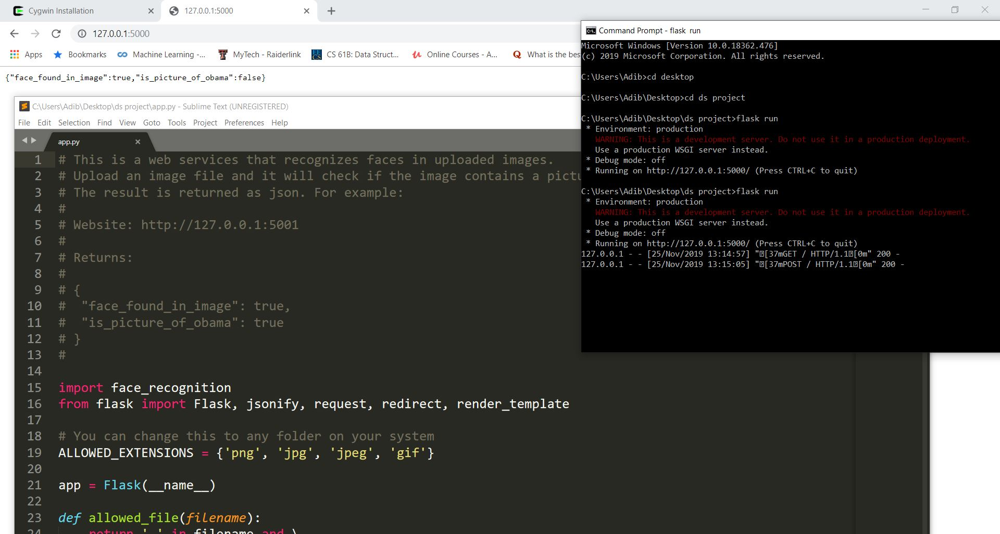 Cygwin Installation
127.0.0.1:5000
127.0.0.1:5000
Apps
Bookmarks
Machine Learning -...
MyTech - Raiderlink
CS 61B: Data Struct...
Online Courses - A...
What is the bes
{"face_found_in_image":true,"is_picture_of_obama":false}
C:\Users\Adib\Desktop\ds project\app.py - Sublime Text (UNREGISTERED)
File Edit Selection Find View Goto Tools Project Preferences Help
app.py
1 # This is a web services that recognizes faces in uploaded images.
2 # Upload an image file and it will check if the image contains a pictu
3 # The result is returned as json. For example:
4 #
5 # Website: http://127.0.0.1:5001
6 #
7 # Returns:
8 #
9 # {
10 #  "face_found_in_image": true,
11 #  "is_picture_of_obama": true
12 # }
13 #
14
15 import face_recognition
16 from flask import Flask, jsonify, request, redirect, render_template
17
18 # You can change this to any folder on your system
19 ALLOWED_EXTENSIONS = {'png', 'jpg', 'jpeg', 'gif'}
20
21 app = Flask(__name__)
22
23 def allowed_file(filename):
24 return '.' in filename and \
Command Prompt - flask run
Microsoft Windows [Version 10.0.18362.476]
(c) 2019 Microsoft Corporation. All rights reserved.
C:\Users\Adib>cd desktop
C:\Users\Adib\Desktop>cd ds project
C:\Users\Adib\Desktop\ds project>flask run
* Environment: production
WARNING: This is a development server. Do not use it in a production deployment.
Use a production WSGI server instead.
* Debug mode: off
* Running on http://127.0.0.1:5000/ (Press CTRL+C to quit)
C:\Users\Adib\Desktop\ds project>flask run
* Environment: production
WARNING: This is a development server. Do not use it in a production deployment.
Use a production WSGI server instead.
* Debug mode: off
* Running on http://127.0.0.1:5000/ (Press CTRL+C to quit)
127.0.0.1 - - [25/Nov/2019 13:14:57] "[37mGET / HTTP/1.1[0m" 200 -
127.0.0.1 - - [25/Nov/2019 13:15:05] "[37mPOST / HTTP/1.1[0m" 200 -